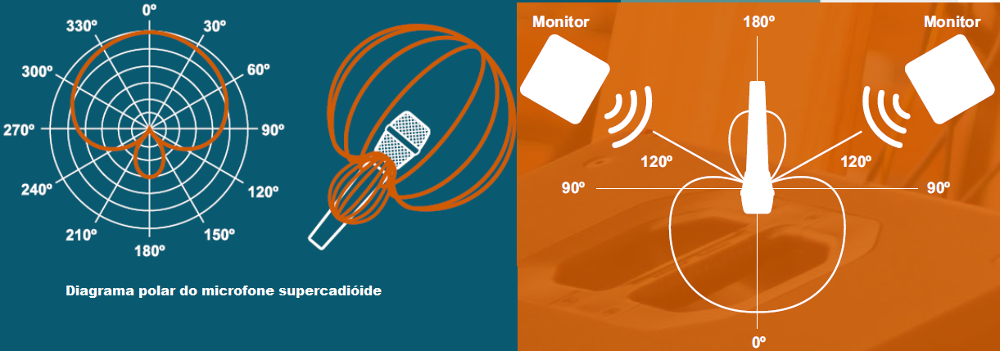 0º
330º
30º
300º
60º
270º
90º
240º
120º
210º
150º
180º
Diagrama polar do microfone supercadióide
Monitor
180º
Monitor
120º
120º
90º
90º
0º